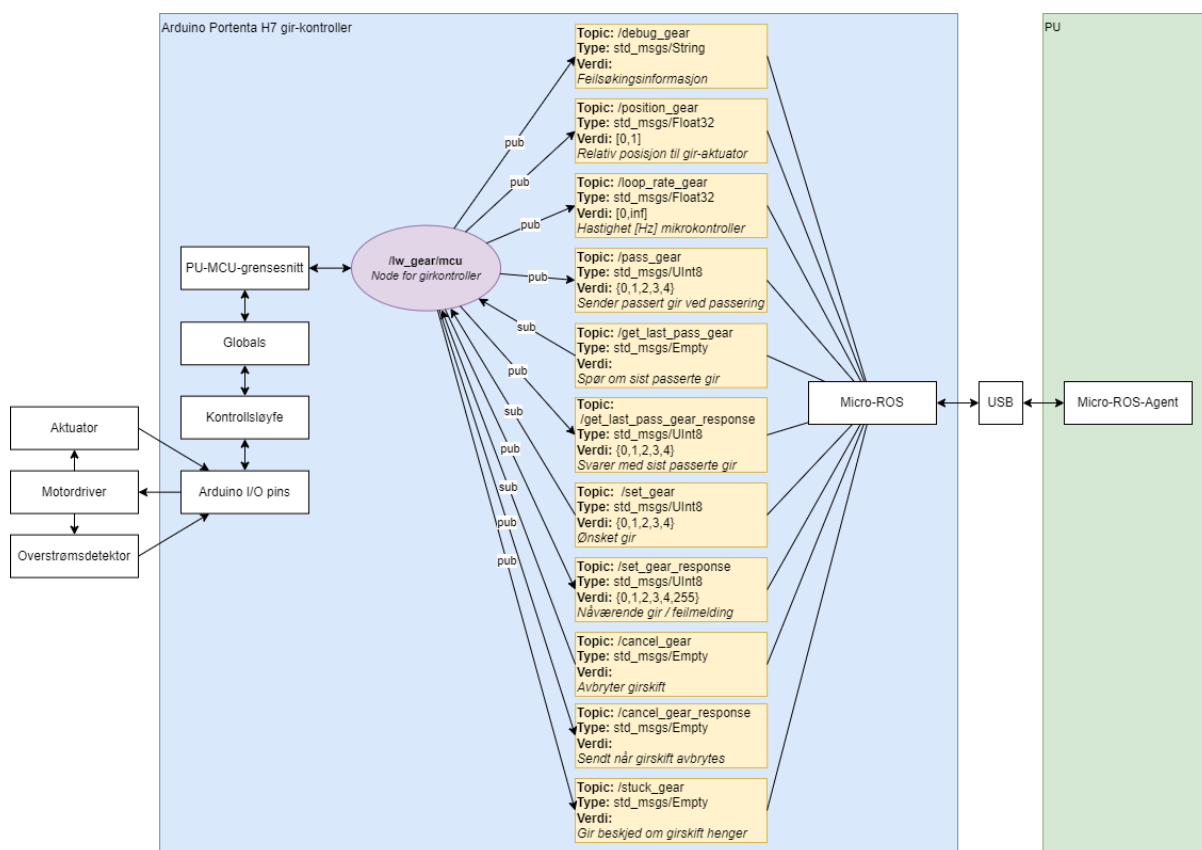 Arduino Portenta H7 gir-kontroller
PU
Topic: /debug_gear
Type: std_msgs/String
Verdi:
Feilsøkingsinformasjon
Topic: /position_gear
Type: std_msgs/Float32
Verdi: [0,1]
Relativ posisjon til gir-aktuator
Topic: /loop_rate_gear
Type: std_msgs/Float32
Verdi: [0,inf]
Hastighet [Hz] mikrokontroller
Topic: /pass_gear
Type: std_msgs/UInt8
Verdi: {0,1,2,3,4}
Sender passert gir ved passering
Topic: /get_last_pass_gear
Type: std_msgs/Empty
Verdi:
Spør om sist passerte gir
Topic:
/get_last_pass_gear_response
Type: std_msgs/UInt8
Verdi: {0,1,2,3,4}
Svarer med sist passerte gir
Topic: /set_gear
Type: std_msgs/UInt8
Verdi: {0,1,2,3,4}
Ønsket gir
Topic: /set_gear_response
Type: std_msgs/UInt8
Verdi: {0,1,2,3,4,255}
Nåværende gir / feilmelding
Topic: /cancel_gear
Type: std_msgs/Empty
Verdi:
Avbryter girskift
Topic: /cancel_gear_response
Type: std_msgs/Empty
Verdi:
Sendt når girskift avbrytes
Topic: /stuck_gear
Type: std_msgs/Empty
Verdi:
Gir beskjed om girskift henger
pub
pub
pub
pub
sub
pub
sub
pub
sub
pub
pub
/lw_gear/mcu
Node for girkontroller
PU-MCU-grensesnitt
Globals
Kontrollsløyfe
Arduino I/O pins
Aktuator
Motordriver
Overstrømsdetektor
Micro-ROS
USB
Micro-ROS-Agent